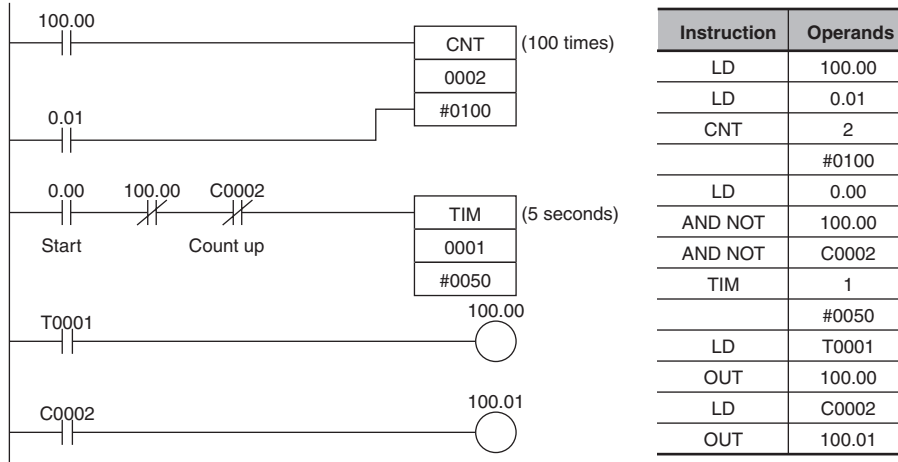 100.00
CNT (100 times)
0002
#0100
0.01
0.00 100.00 C0002
TIM (5 seconds)
Start Count up
0001
#0050
T0001 100.00
C0002 100.01
Instruction Operands
LD 100.00
LD 0.01
CNT 2
#0100
LD 0.00
AND NOT 100.00
AND NOT C0002
TIM 1
#0050
LD T0001
OUT 100.00
LD C0002
OUT 100.01